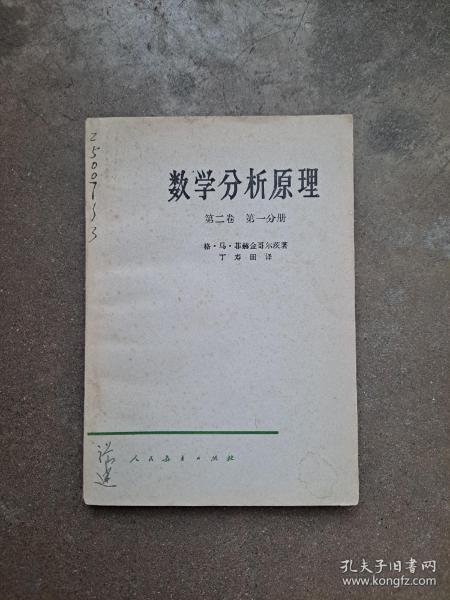 数学分析原理
第二卷 第一分册
格·马·菲赫金哥尔茨著
丁寿田译
人民教育出版社
孔夫子旧书网
www.kongfz.com